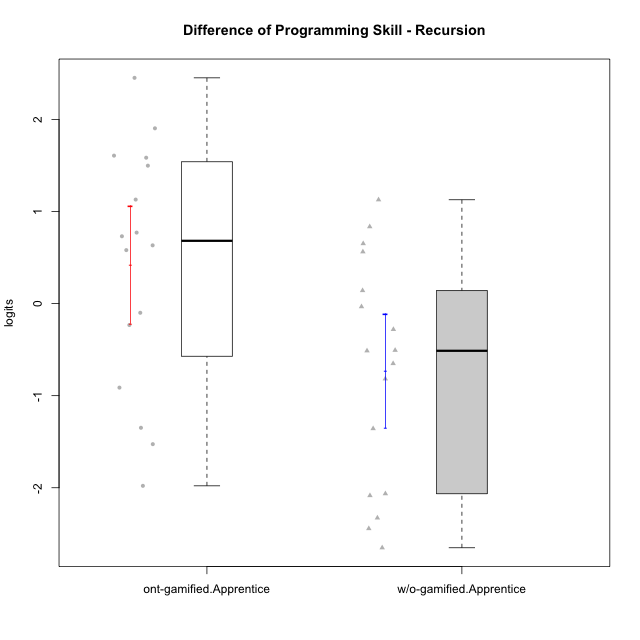 Difference of Programming Skill - Recursion
logits
2
1
0
-1
-2
ont-gamified.Apprentice
w/o-gamified.Apprentice